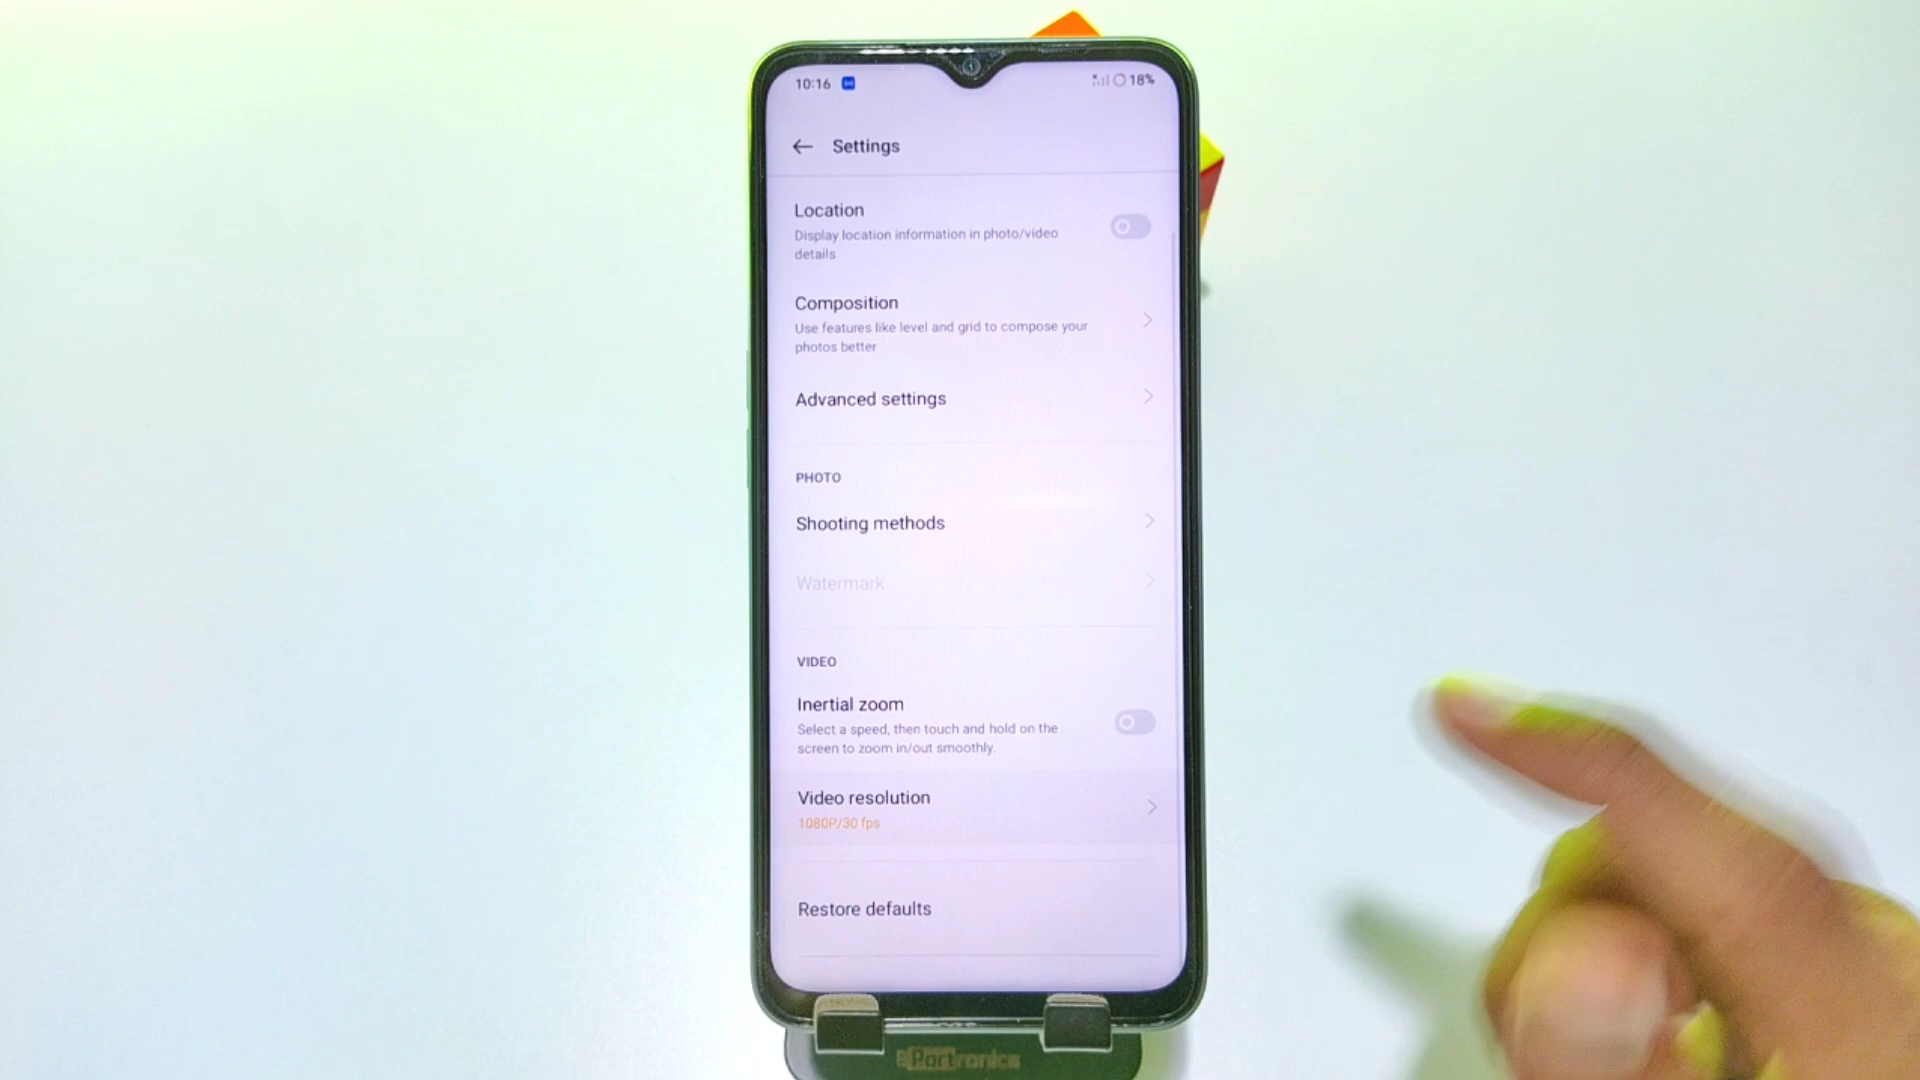 10:16
18%
Settings
Location
Display location information in photo/video
details
Composition
Use features like level and grid to compose your
photos better
Advanced settings
PHOTO
Shooting methods
Watermark
VIDEO
Inertial zoom
Select a speed, then touch and hold on the
screen to zoom in/out smoothly.
Video resolution
1080P/30 fps
Restore defaults
Portronics